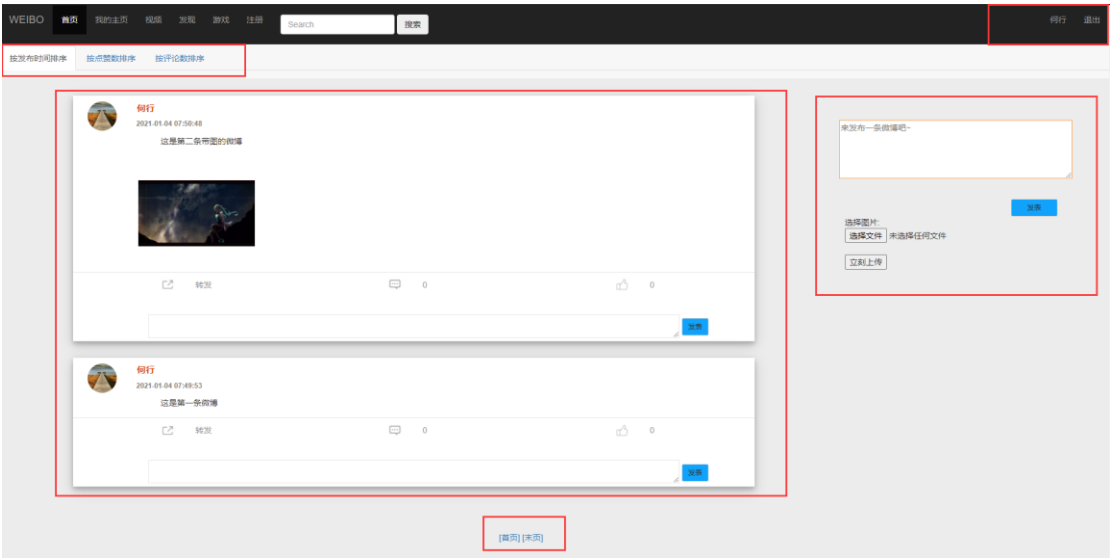 WEIBO 首页 我的主页 视频 发现 游戏 注册 Search 搜索 何行 退出
按发布时间排序 按点赞数排序 按评论数排序
何行
2021-01-04 07:50:48
这是第二条带图的微博
转发 0 0
发表
何行
2021-01-04 07:49:53
这是第一条微博
转发 0 0
发表
来发布一条微博吧~
发表
选择图片:
选择文件 未选择任何文件
立刻上传
[首页] [末页]